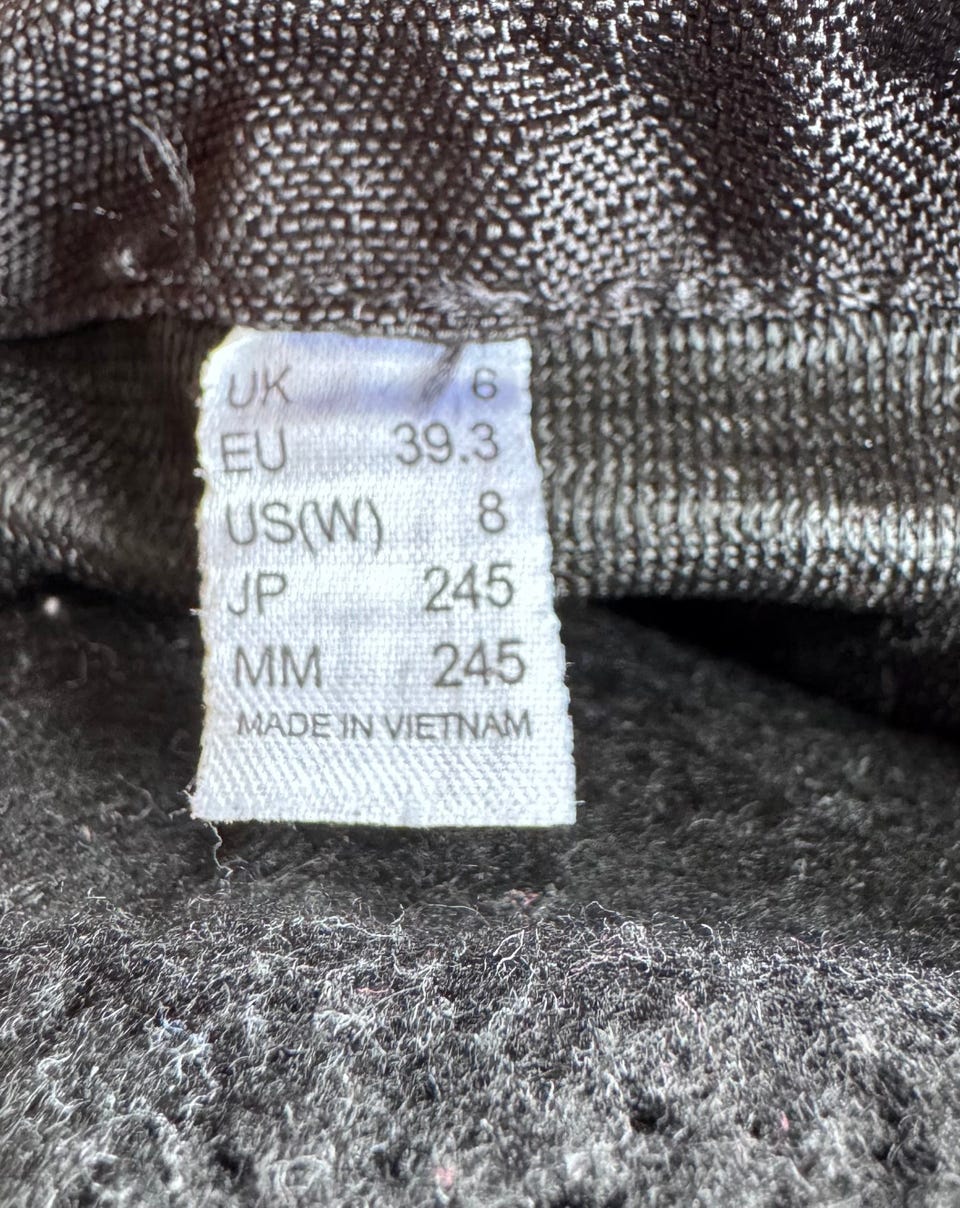 UK 6
EU 39.3
US(W) 8
JP 245
MM 245
MADE IN VIETNAM